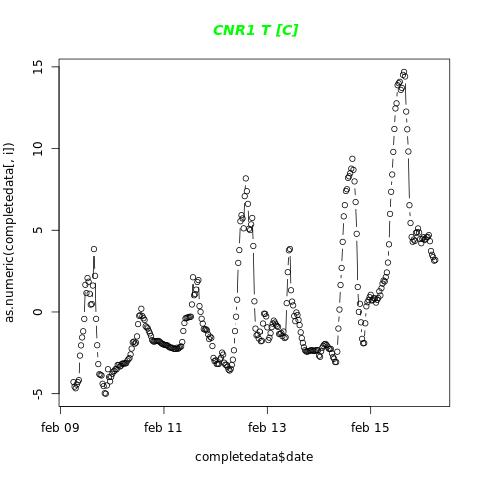 CNR1 T [C]
as.numeric(completedata[, i])
15
10
5
0
-5
feb 09
feb 11
feb 13
feb 15
completedata$date